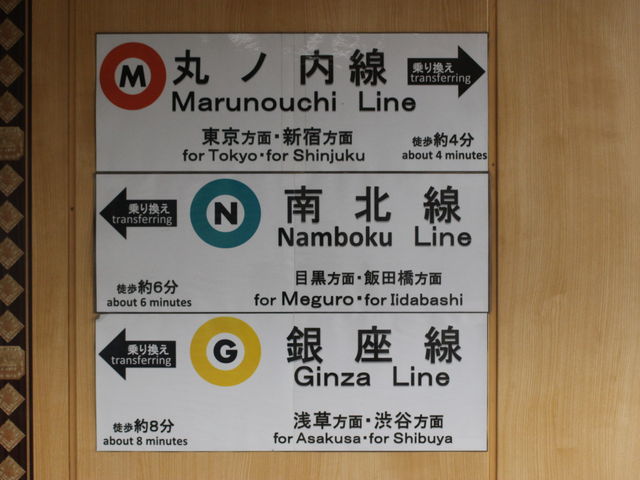 M 丸ノ内線 乗り換え
Marunouchi Line transferring
東京方面・新宿方面 徒歩約4分
for Tokyo・for Shinjuku about 4 minutes
乗り換え N 南北線
transferring Namboku Line
徒歩約6分 目黒方面・飯田橋方面
about 6 minutes for Meguro・for Iidabashi
乗り換え G 銀座線
transferring Ginza Line
徒歩約8分 浅草方面・渋谷方面
about 8 minutes for Asakusa・for Shibuya